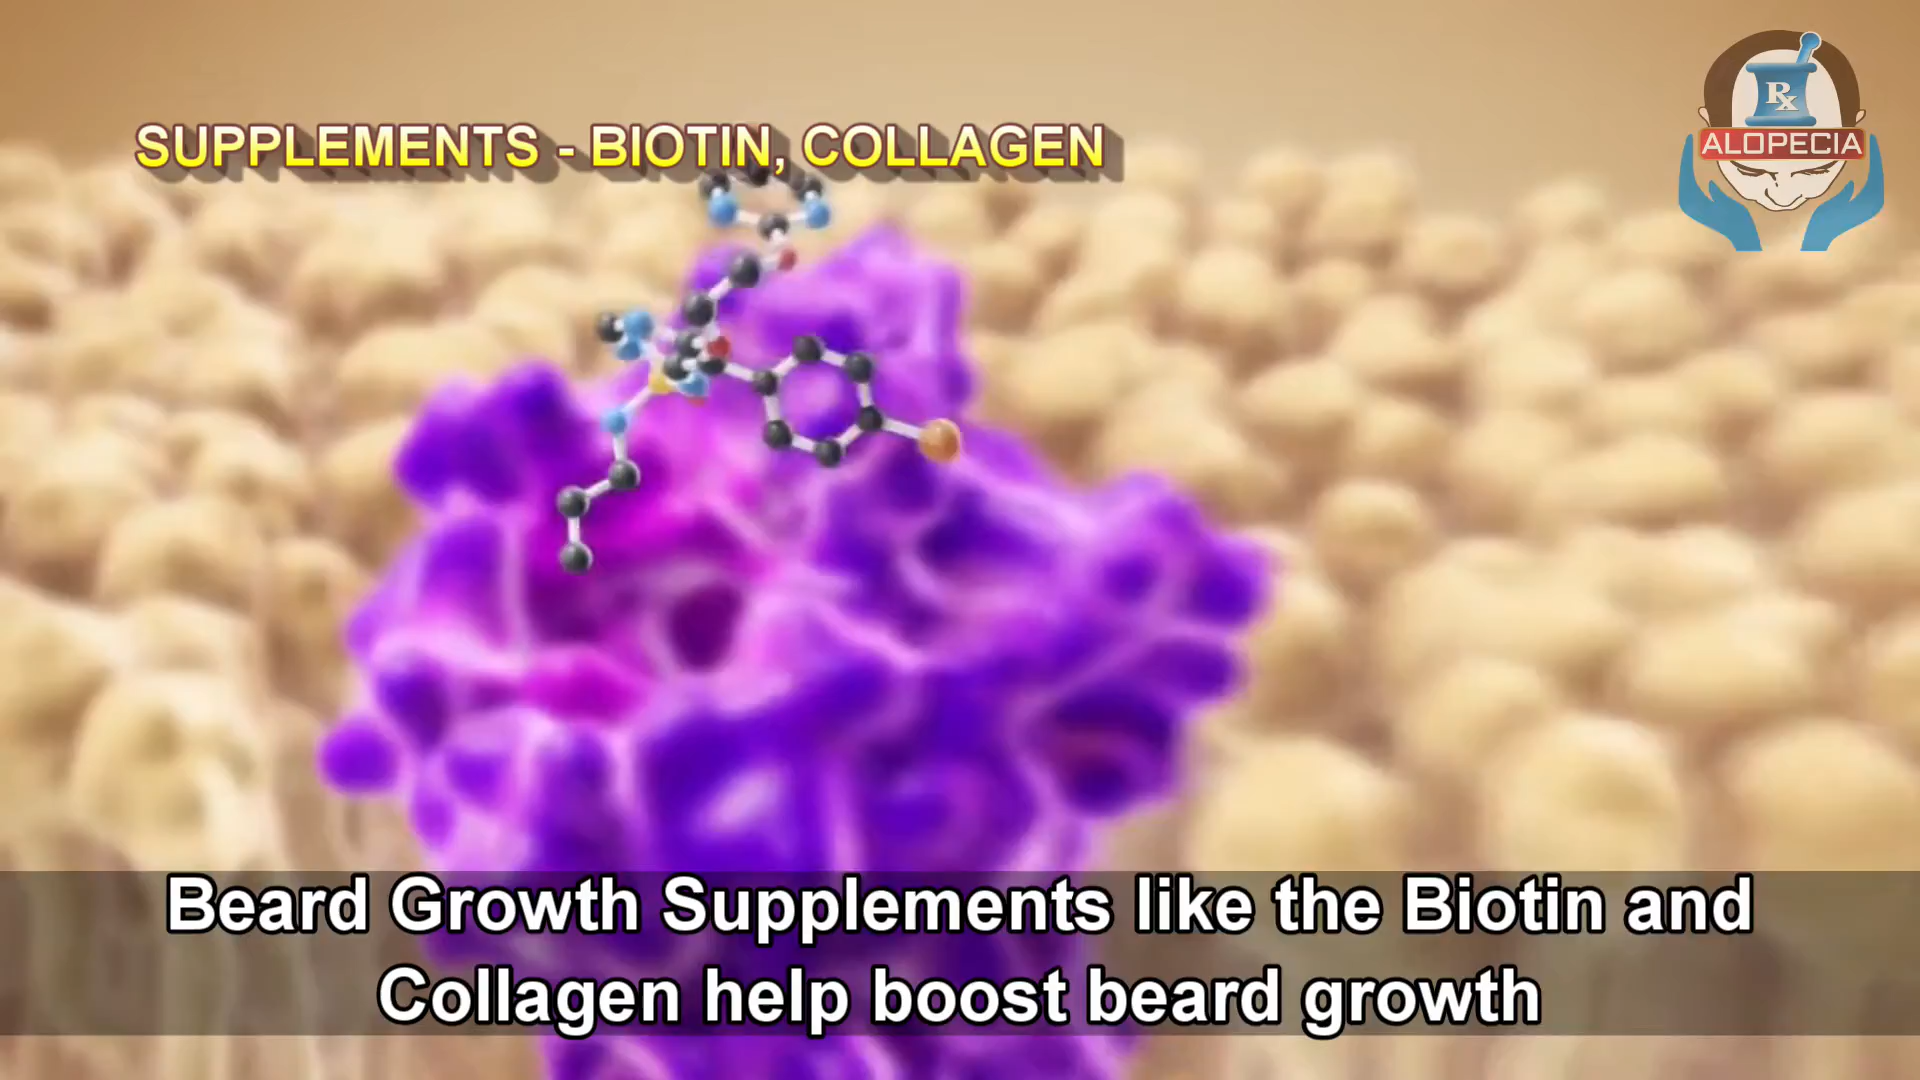 SUPPLEMENTS - BIOTIN, COLLAGEN
Rx
ALOPECIA
Beard Growth Supplements like the Biotin and
Collagen help boost beard growth